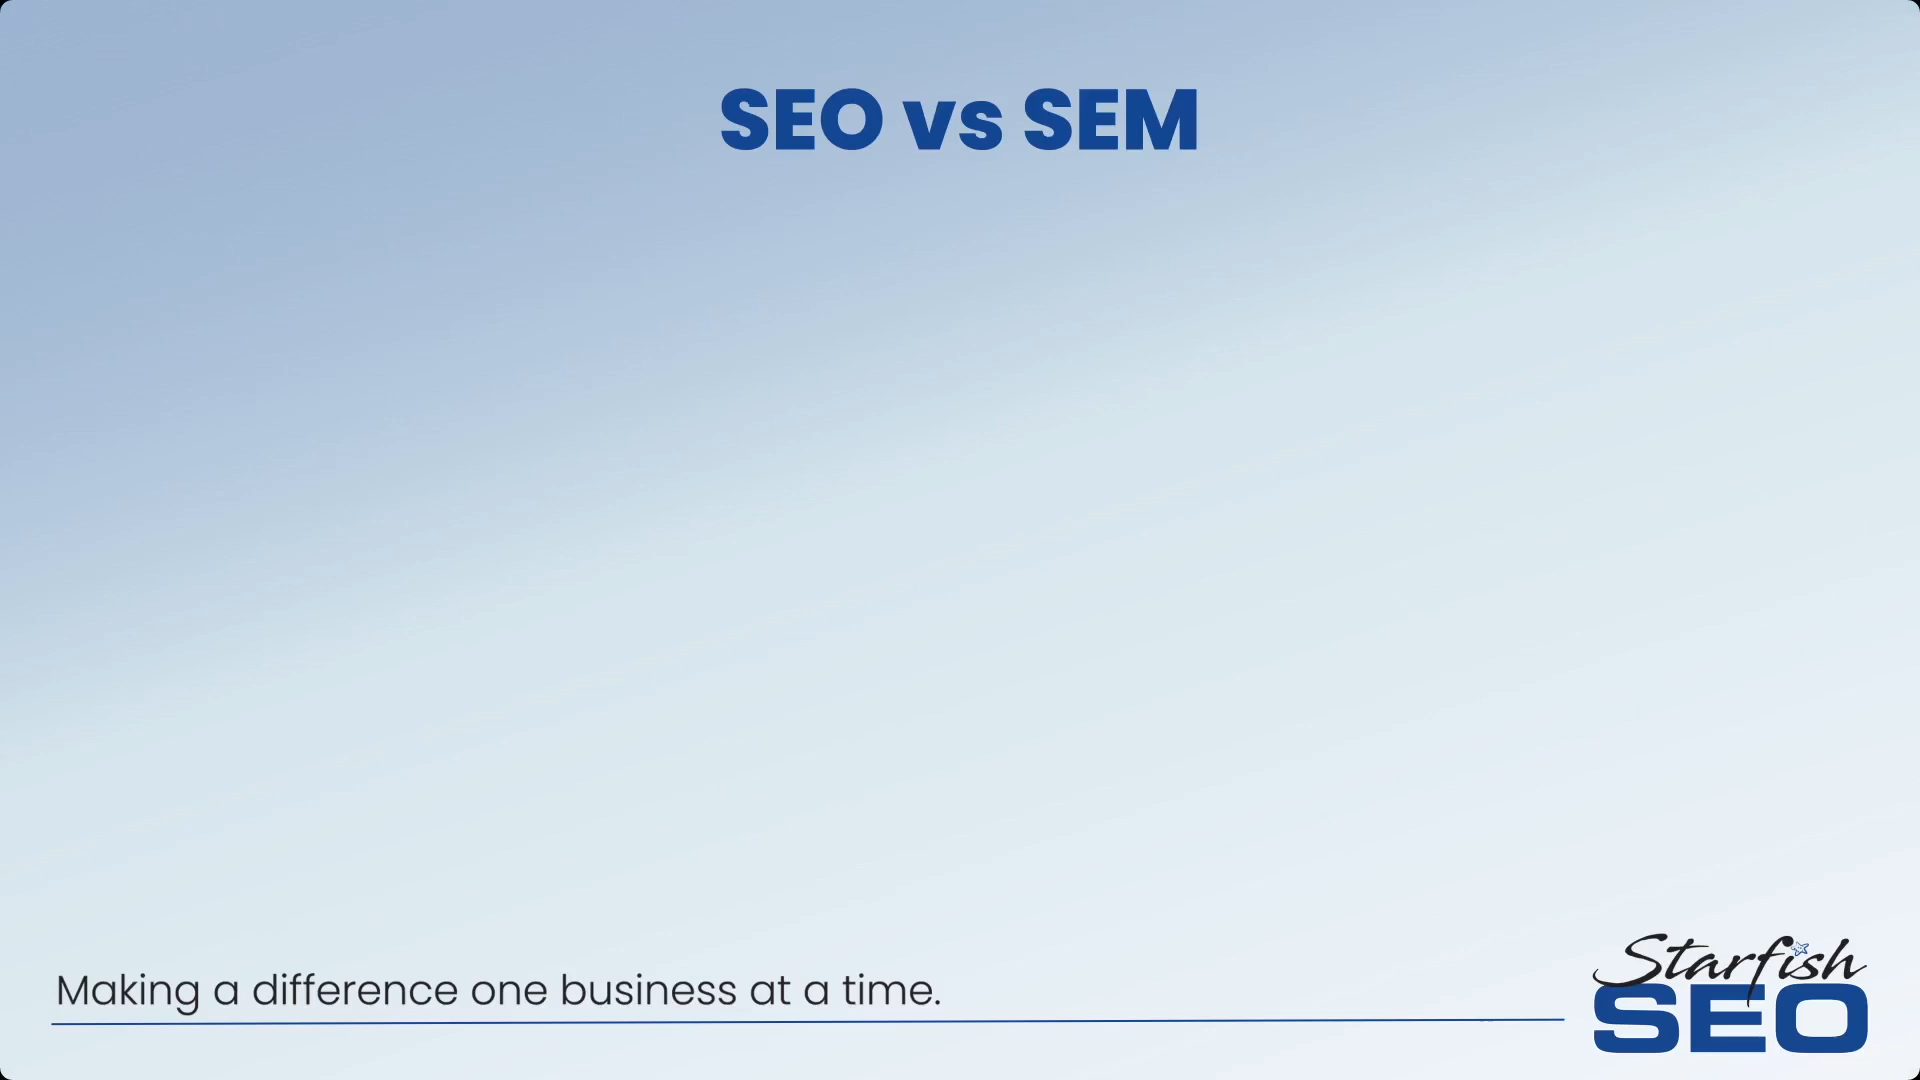 SEO vs SEM
Making a difference one business at a time.
Starfish
SEO